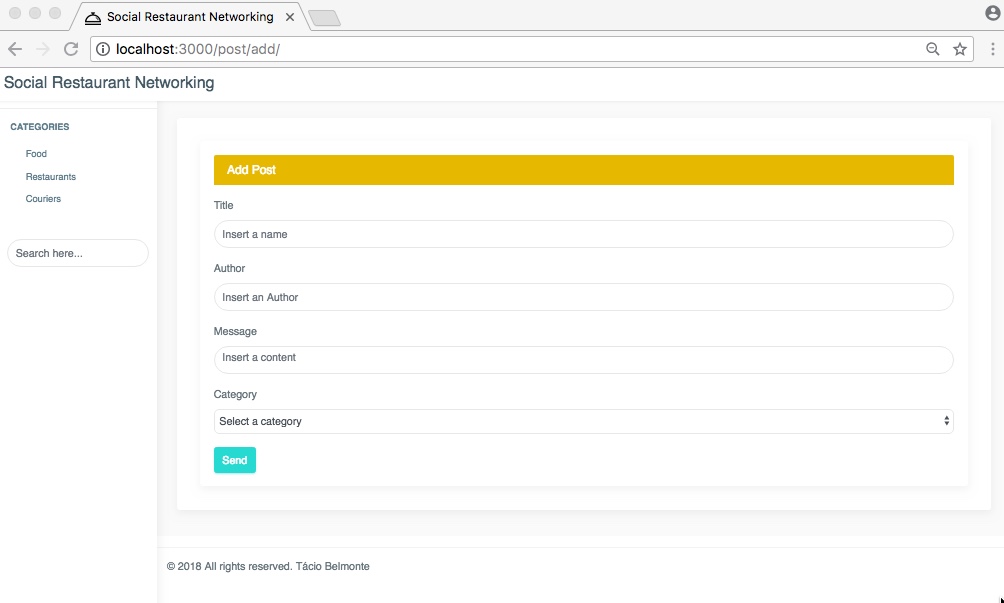 Social Restaurant Networking
localhost:3000/post/add/
Social Restaurant Networking
CATEGORIES
Food
Restaurants
Couriers
Search here...
Add Post
Title
Insert a name
Author
Insert an Author
Message
Insert a content
Category
Select a category
Send
© 2018 All rights reserved. Tácio Belmonte